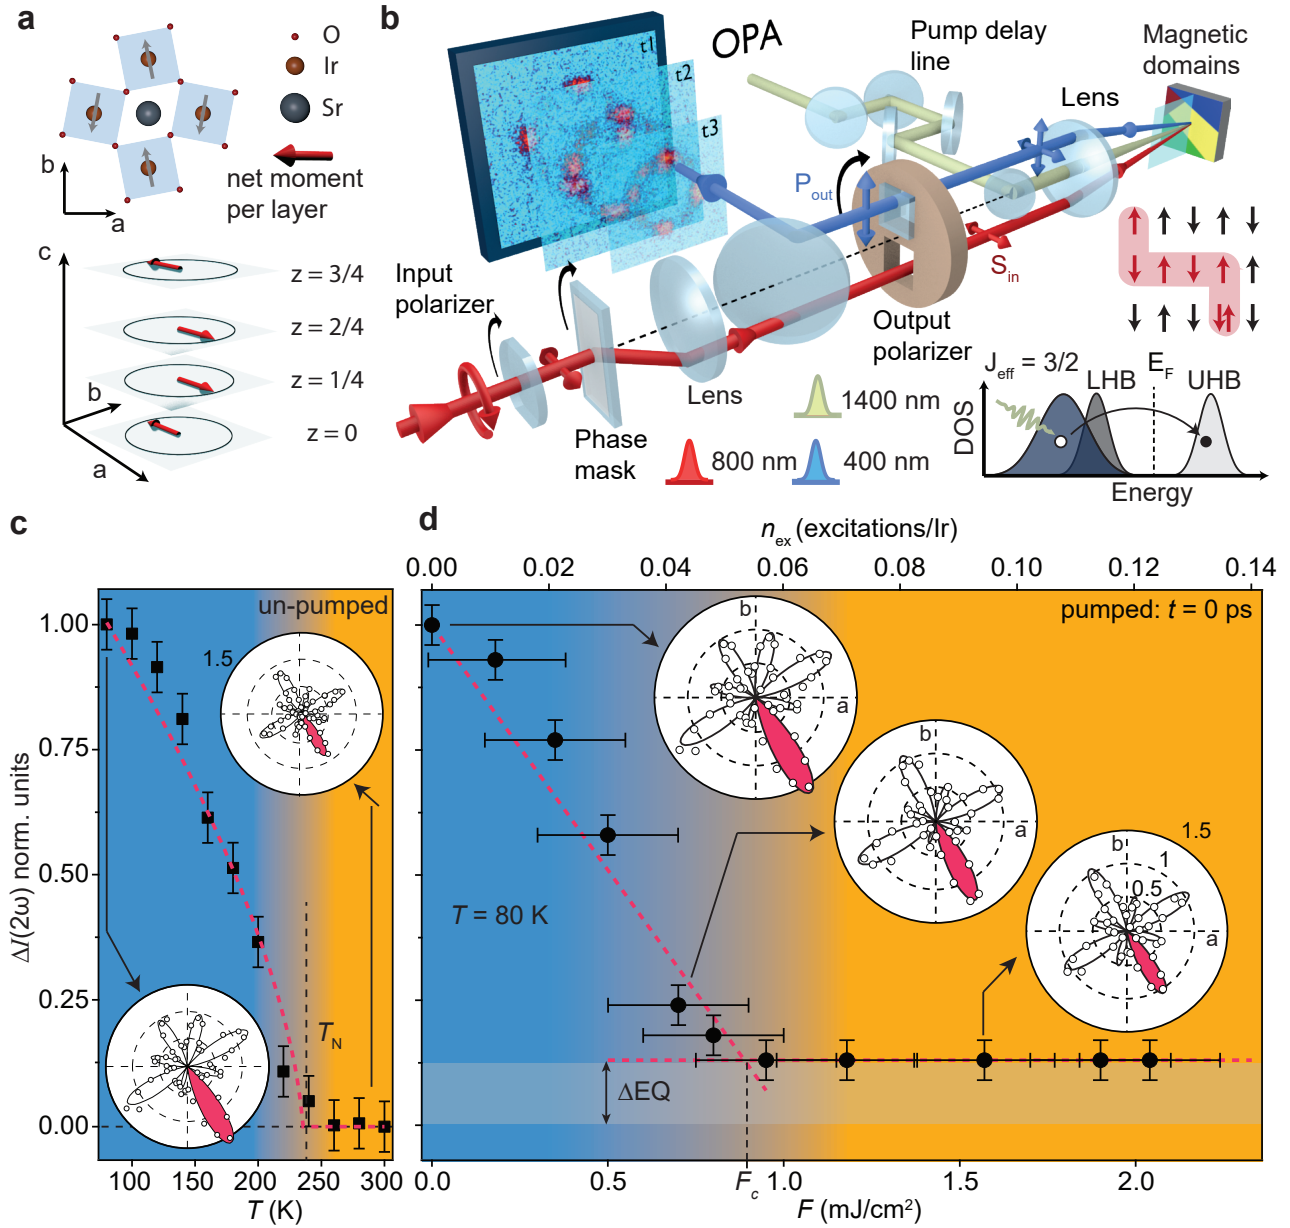 a
O
Ir
Sr
net moment
per layer
b
a
c
z = 3/4
z = 2/4
z = 1/4
z = 0
b
a
b
t1
t2
t3
OPA
Pump delay
line
Magnetic
domains
Lens
Pout
Sin
Input
polarizer
Output
polarizer
Lens
Phase
mask
1400 nm
800 nm
400 nm
Jeff = 3/2
LHB
EF
UHB
DOS
Energy
c
un-pumped
1.5
TN
ΔI(2ω) norm. units
1.00
0.75
0.50
0.25
0.00
100
150
200
250
300
T (K)
d
nex (excitations/Ir)
0.00
0.02
0.04
0.06
0.08
0.10
0.12
0.14
pumped: t = 0 ps
b
a
b
a
1.5
b
1
0.5
a
T = 80 K
ΔEQ
0.0
0.5
Fc
1.0
1.5
2.0
F (mJ/cm²)